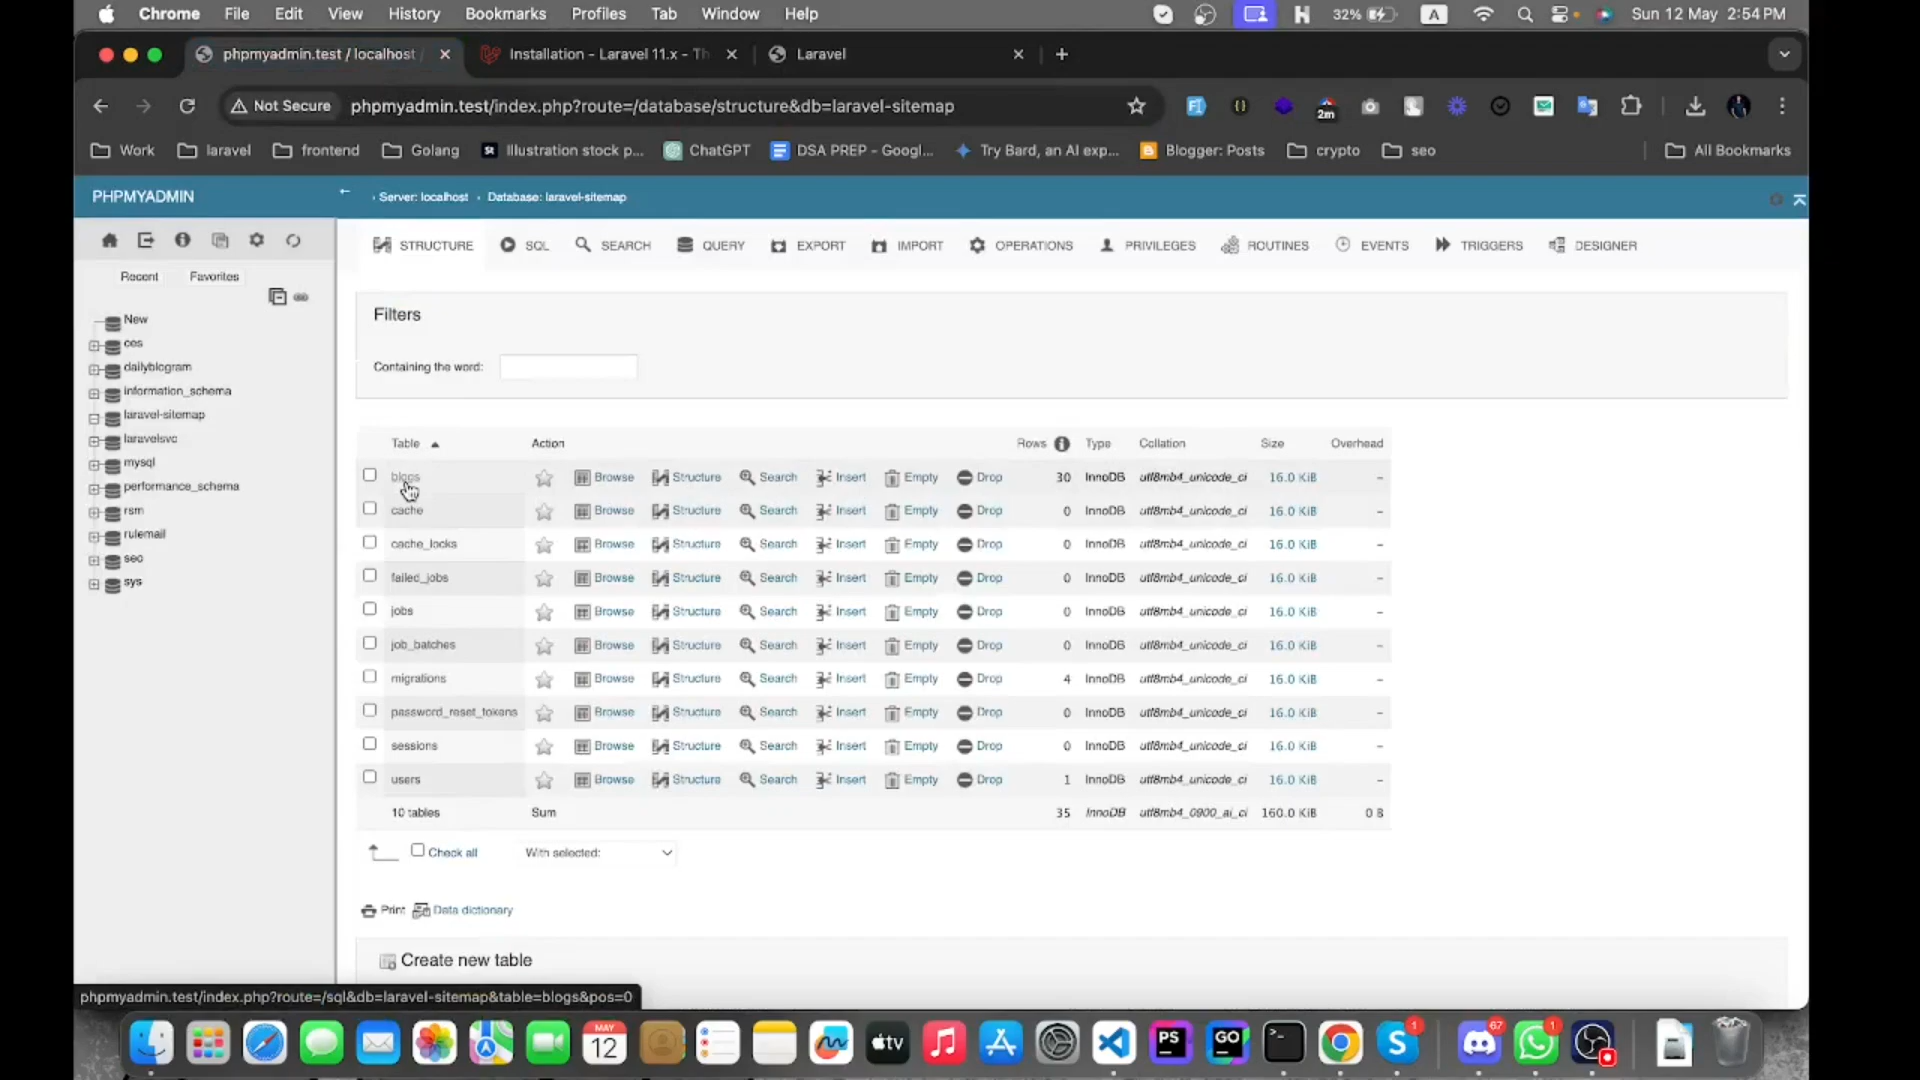 Chrome File Edit View History Bookmarks Profiles Tab Window Help 32% A Sun 12 May 2:54 PM
phpmyadmin.test / localhost / Installation - Laravel 11.x - Th Laravel
Not Secure phpmyadmin.test/index.php?route=/database/structure&db=laravel-sitemap 2m
Work laravel frontend Golang Illustration stock p... ChatGPT DSA PREP - Googl... Try Bard, an AI exp... Blogger: Posts crypto seo All Bookmarks
PHPMYADMIN
Server: localhost Database: laravel-sitemap
STRUCTURE SQL SEARCH QUERY EXPORT IMPORT OPERATIONS PRIVILEGES ROUTINES EVENTS TRIGGERS DESIGNER
Recent Favorites
New
ces
dailyblogram
information_schema
laravel-sitemap
laravelsvc
mysql
performance_schema
rsm
rulemail
seo
sys
Filters
Containing the word:
Table Action Rows Type Collation Size Overhead
blogs Browse Structure Search Insert Empty Drop 30 InnoDB utf8mb4_unicode_ci 16.0 KiB -
cache Browse Structure Search Insert Empty Drop 0 InnoDB utf8mb4_unicode_ci 16.0 KiB -
cache_locks Browse Structure Search Insert Empty Drop 0 InnoDB utf8mb4_unicode_ci 16.0 KiB -
failed_jobs Browse Structure Search Insert Empty Drop 0 InnoDB utf8mb4_unicode_ci 16.0 KiB -
jobs Browse Structure Search Insert Empty Drop 0 InnoDB utf8mb4_unicode_ci 16.0 KiB -
job_batches Browse Structure Search Insert Empty Drop 0 InnoDB utf8mb4_unicode_ci 16.0 KiB -
migrations Browse Structure Search Insert Empty Drop 4 InnoDB utf8mb4_unicode_ci 16.0 KiB -
password_reset_tokens Browse Structure Search Insert Empty Drop 0 InnoDB utf8mb4_unicode_ci 16.0 KiB -
sessions Browse Structure Search Insert Empty Drop 0 InnoDB utf8mb4_unicode_ci 16.0 KiB -
users Browse Structure Search Insert Empty Drop 1 InnoDB utf8mb4_unicode_ci 16.0 KiB -
10 tables Sum 35 InnoDB utf8mb4_0900_ai_ci 160.0 KiB 0 B
Check all With selected:
Print Data dictionary
Create new table
phpmyadmin.test/index.php?route=/sql&db=laravel-sitemap&table=blogs&pos=0
MAY
12
tv
PS
GO
1
67
1